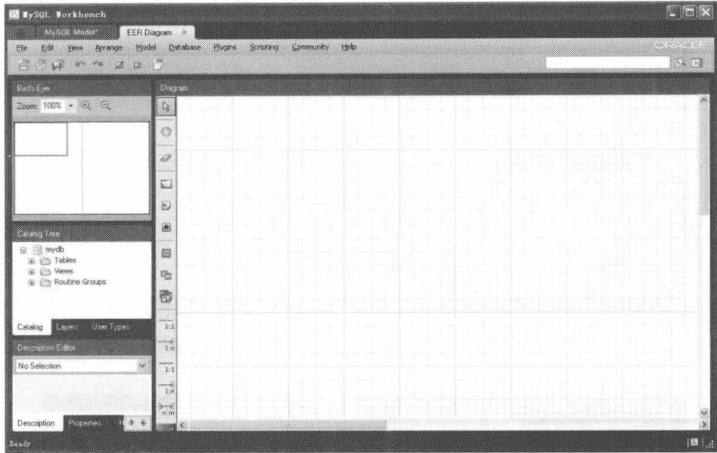 MySQL Workbench
MySQL Model*
EER Diagram ×
File Edit View Arrange Model Database Plugins Scripting Community Help
ORACLE
Bird's Eye
Zoom: 100%
Diagram
Catalog Tree
mydb
Tables
Views
Routine Groups
Catalog Layers User Types
Description Editor
No Selection
Description Properties H
1:1
1:n
1:1
1:n
n:m
Ready